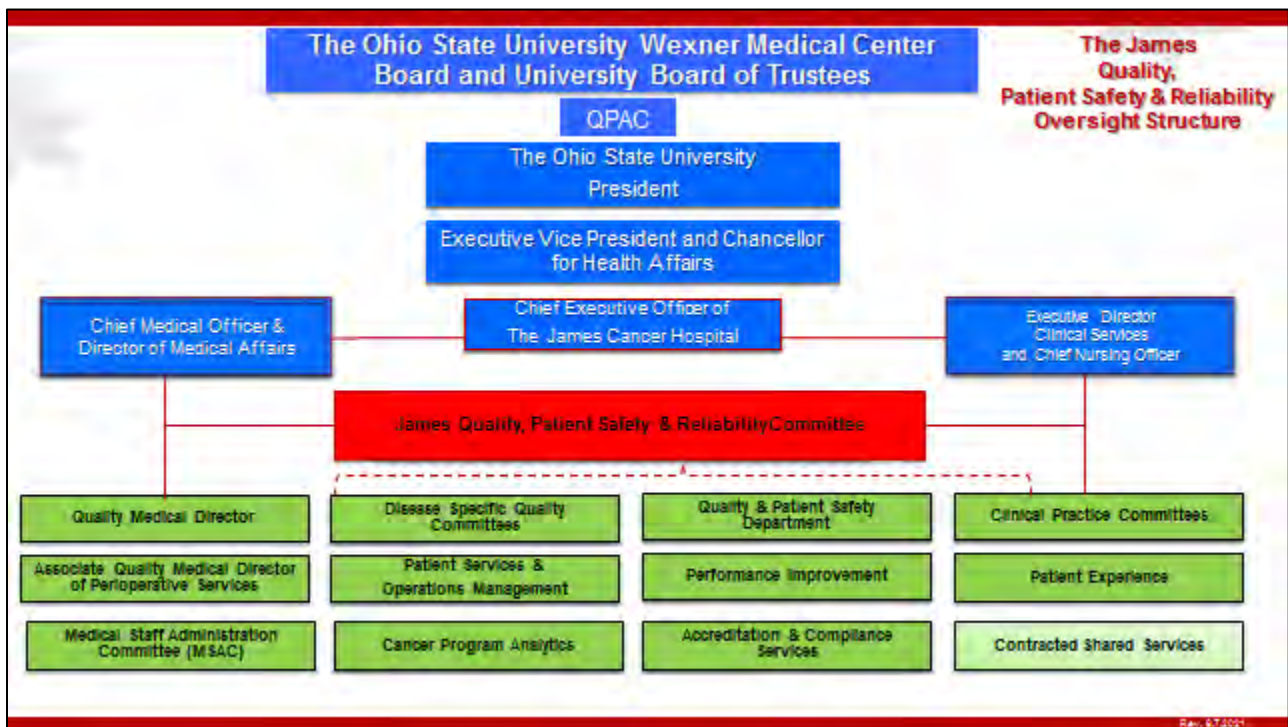 The Ohio State University Wexner Medical Center
Board and University Board of Trustees
The James
Quality,
Patient Safety & Reliability
Oversight Structure
QPAC
The Ohio State University
President
Executive Vice President and Chancellor
for Health Affairs
Chief Medical Officer &
Director of Medical Affairs
Chief Executive Officer of
The James Cancer Hospital
Executive Director
Clinical Services
and Chief Nursing Officer
James Quality, Patient Safety & Reliability Committee
Quality Medical Director
Disease Specific Quality
Committees
Quality & Patient Safety
Department
Clinical Practice Committees
Associate Quality Medical Director
of Perioperative Services
Patient Services &
Operations Management
Performance Improvement
Patient Experience
Medical Staff Administration
Committee (MSAC)
Cancer Program Analytics
Accreditation & Compliance
Services
Contracted Shared Services
Rev.